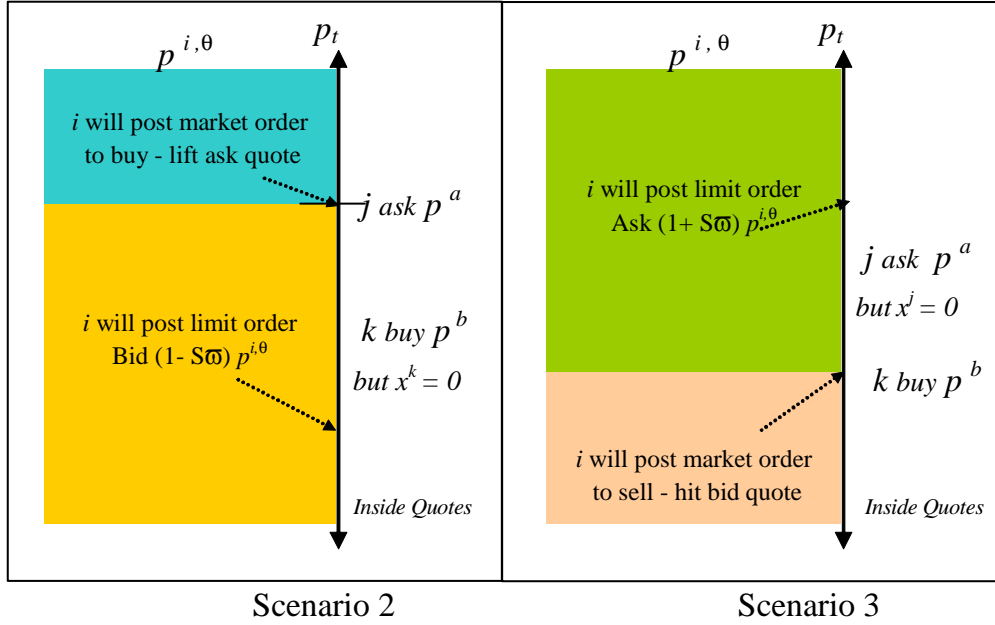 p i,θ
p t
i will post market order
to buy - lift ask quote
j ask p a
i will post limit order
Bid (1- Sϖ) p i,θ
k buy p b
but x k = 0
Inside Quotes
Scenario 2
p i,θ
p t
i will post limit order
Ask (1+ Sϖ) p i,θ
j ask p a
but x j = 0
k buy p b
i will post market order
to sell - hit bid quote
Inside Quotes
Scenario 3